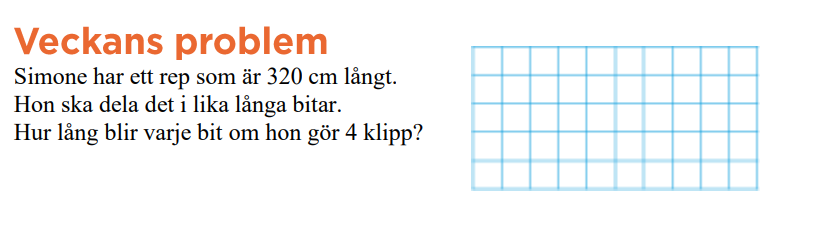 Veckans problem
Simone har ett rep som är 320 cm långt.
Hon ska dela det i lika långa bitar.
Hur lång blir varje bit om hon gör 4 klipp?